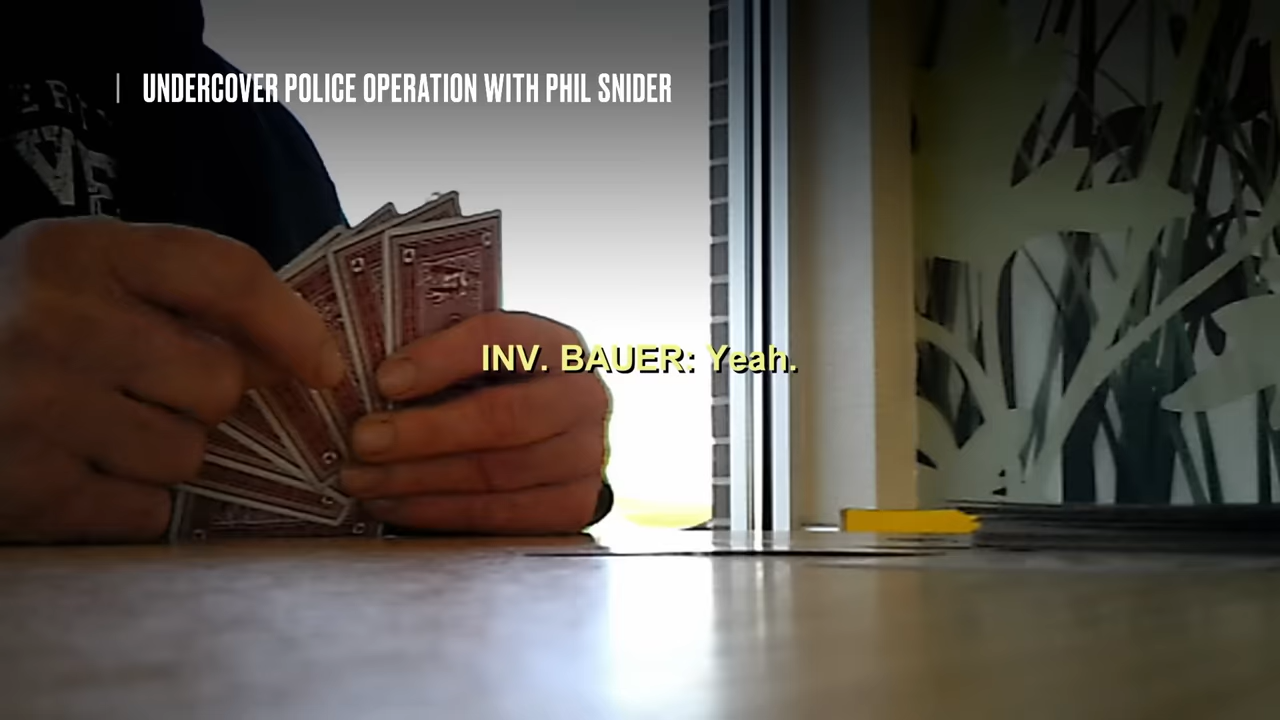 UNDERCOVER POLICE OPERATION WITH PHIL SNIDER
INV. BAUER: Yeah.